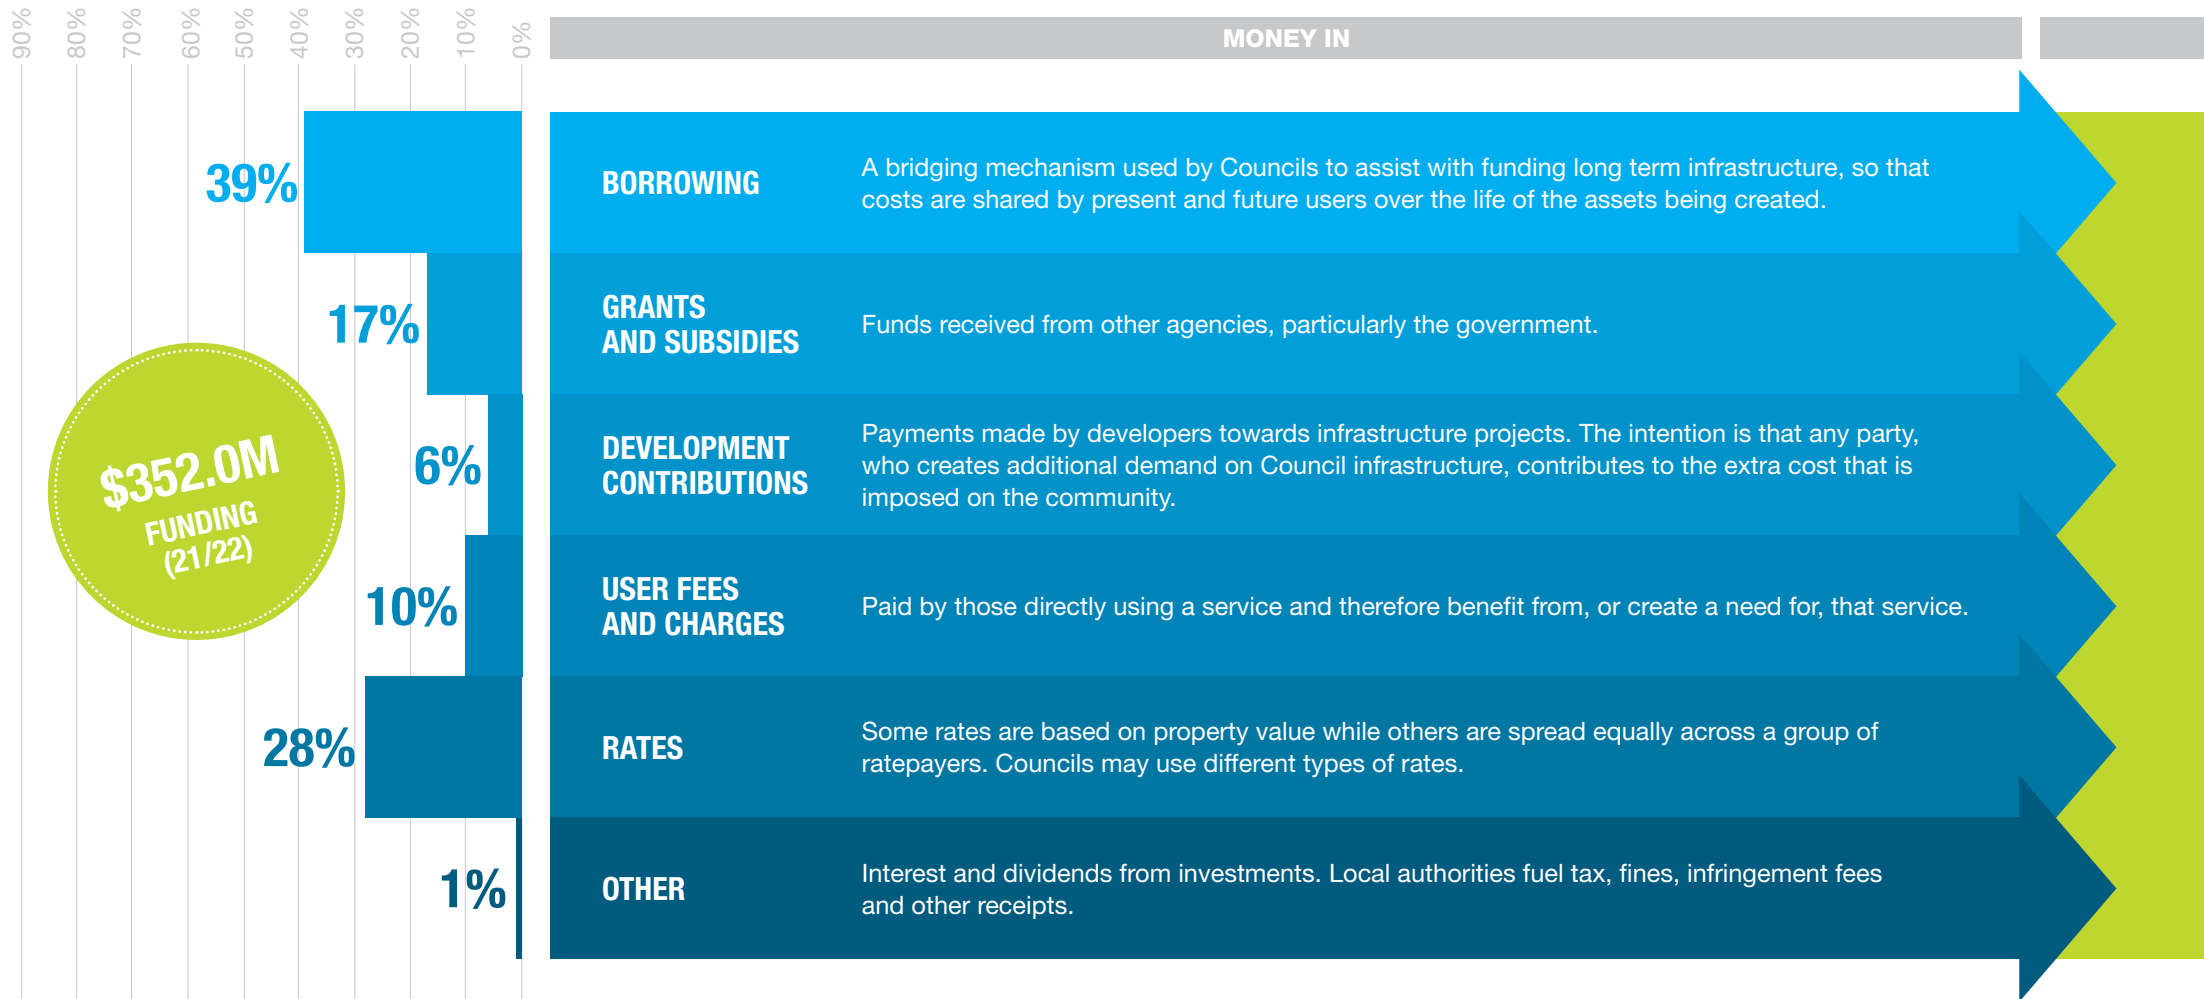 90%
80%
70%
60%
50%
40%
30%
20%
10%
0%
MONEY IN
39%
BORROWING
A bridging mechanism used by Councils to assist with funding long term infrastructure, so that
costs are shared by present and future users over the life of the assets being created.
17%
GRANTS
AND SUBSIDIES
Funds received from other agencies, particularly the government.
$352.0M
FUNDING
(21/22)
6%
DEVELOPMENT
CONTRIBUTIONS
Payments made by developers towards infrastructure projects. The intention is that any party,
who creates additional demand on Council infrastructure, contributes to the extra cost that is
imposed on the community.
10%
USER FEES
AND CHARGES
Paid by those directly using a service and therefore benefit from, or create a need for, that service.
28%
RATES
Some rates are based on property value while others are spread equally across a group of
ratepayers. Councils may use different types of rates.
1%
OTHER
Interest and dividends from investments. Local authorities fuel tax, fines, infringement fees
and other receipts.